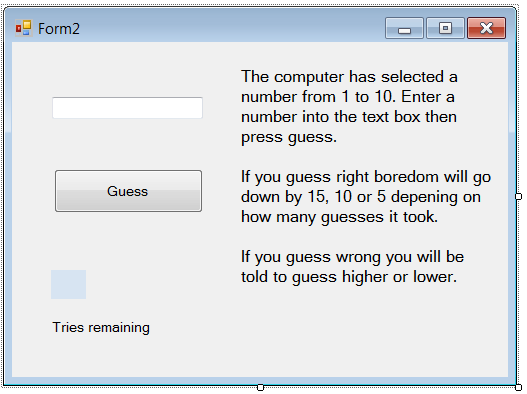 Form2
The computer has selected a
number from 1 to 10. Enter a
number into the text box then
press guess.
If you guess right boredom will go
down by 15, 10 or 5 depening on
how many guesses it took.
If you guess wrong you will be
told to guess higher or lower.
Guess
Tries remaining